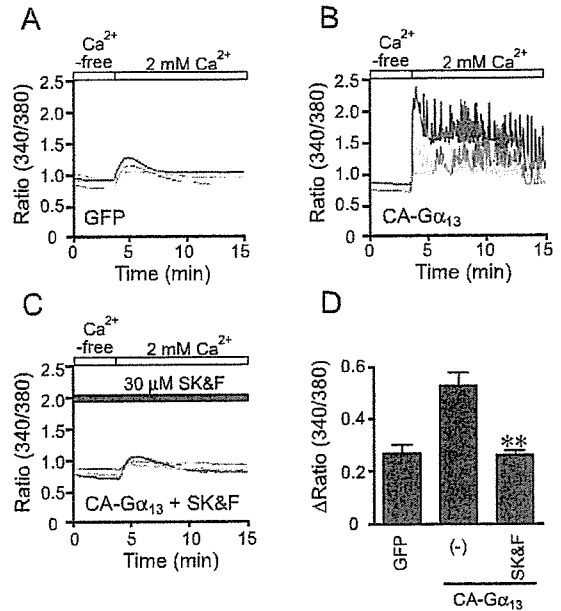 A
Ca2+
-free
2 mM Ca2+
2.5
2.0
1.5
1.0
0.5
0
Ratio (340/380)
GFP
0 5 10 15
Time (min)
B
Ca2+
-free
2 mM Ca2+
2.5
2.0
1.5
1.0
0.5
0
Ratio (340/380)
CA-Gα13
0 5 10 15
Time (min)
C
Ca2+
-free
2 mM Ca2+
30 μM SK&F
2.5
2.0
1.5
1.0
0.5
0
Ratio (340/380)
CA-Gα13 + SK&F
0 5 10 15
Time (min)
D
0.6
0.4
0.2
0
ΔRatio (340/380)
**
GFP
(-)
SK&F
CA-Gα13